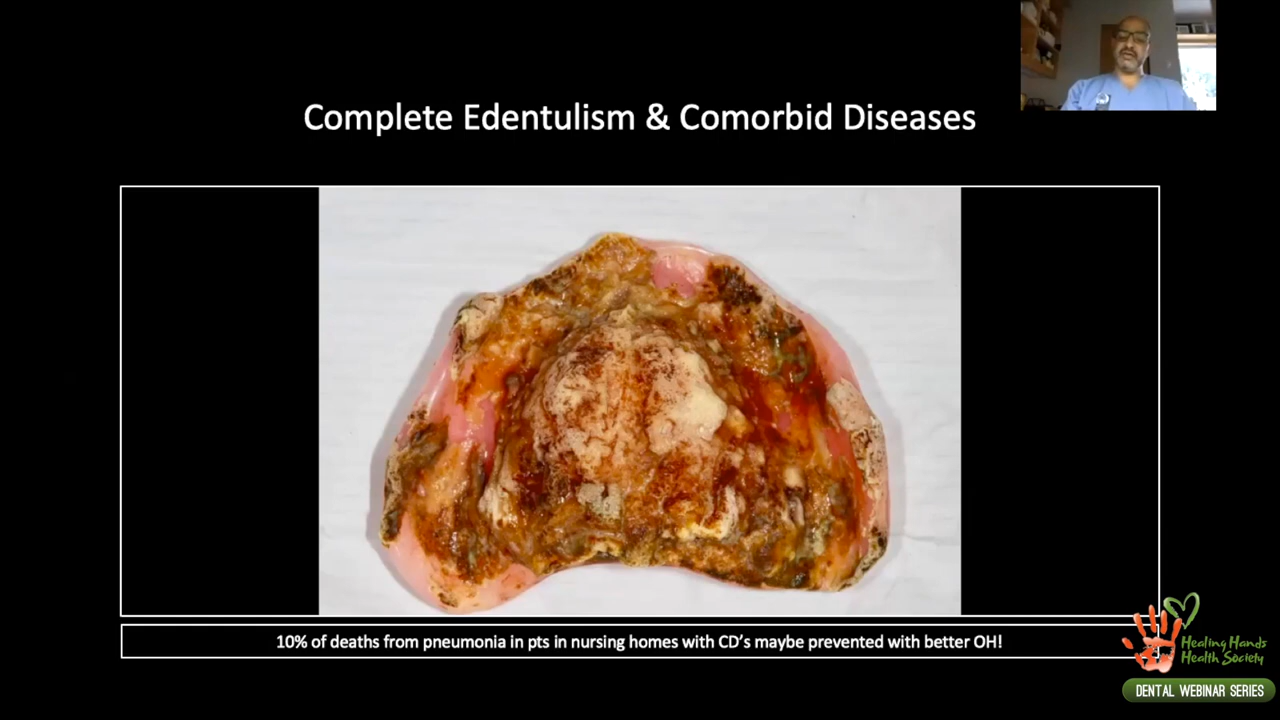 Complete Edentulism & Comorbid Diseases
10% of deaths from pneumonia in pts in nursing homes with CD's maybe prevented with better OH!
Healing Hands
Health Society
DENTAL WEBINAR SERIES